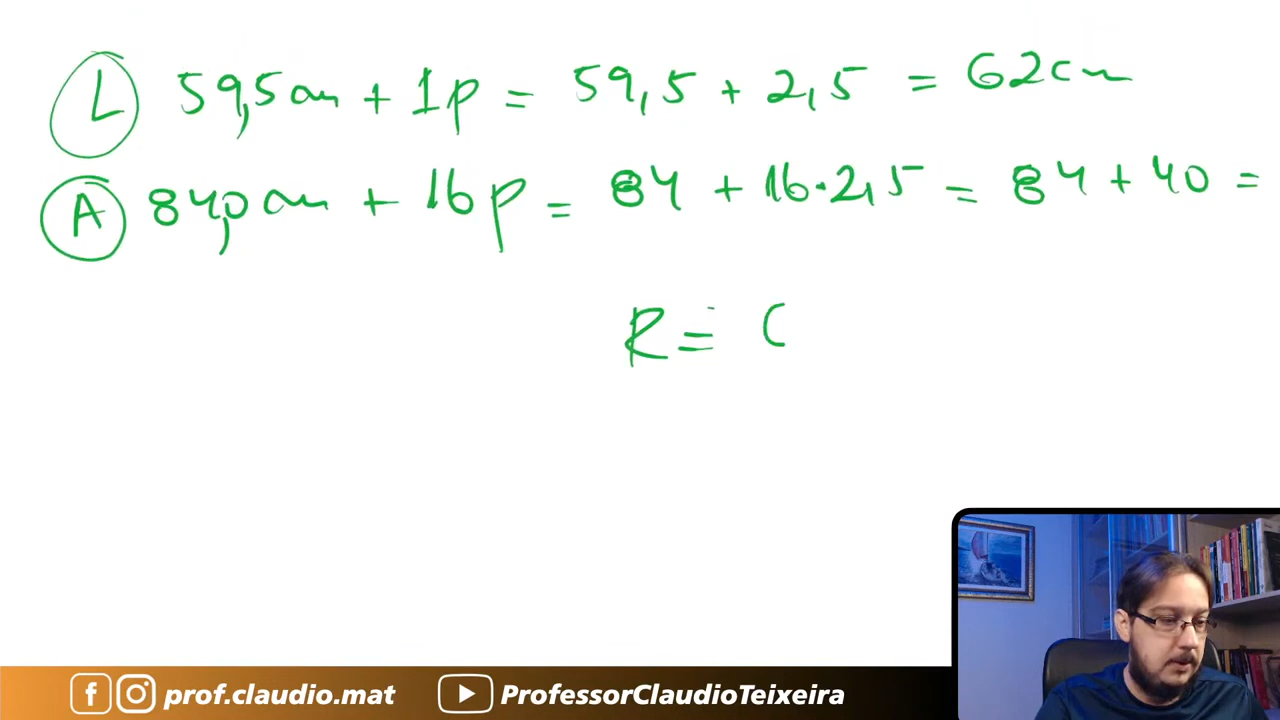 L 59,5cm + 1p = 59,5 + 2,5 = 62cm
A 84,0cm + 16p = 84 + 16·2,5 = 84 + 40 =
R = C
f prof.claudio.mat ProfessorClaudioTeixeira